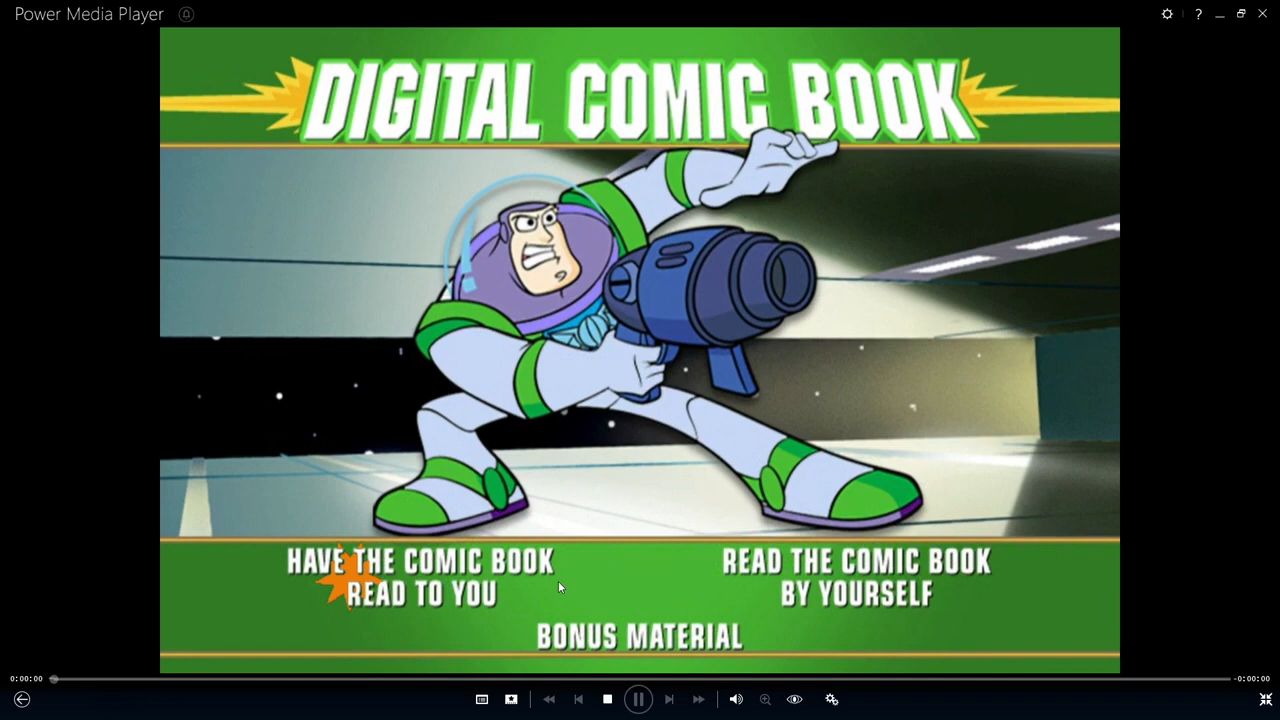 Power Media Player
?
DIGITAL COMIC BOOK
HAVE THE COMIC BOOK
READ TO YOU
READ THE COMIC BOOK
BY YOURSELF
BONUS MATERIAL
0:00:00
-0:00:00